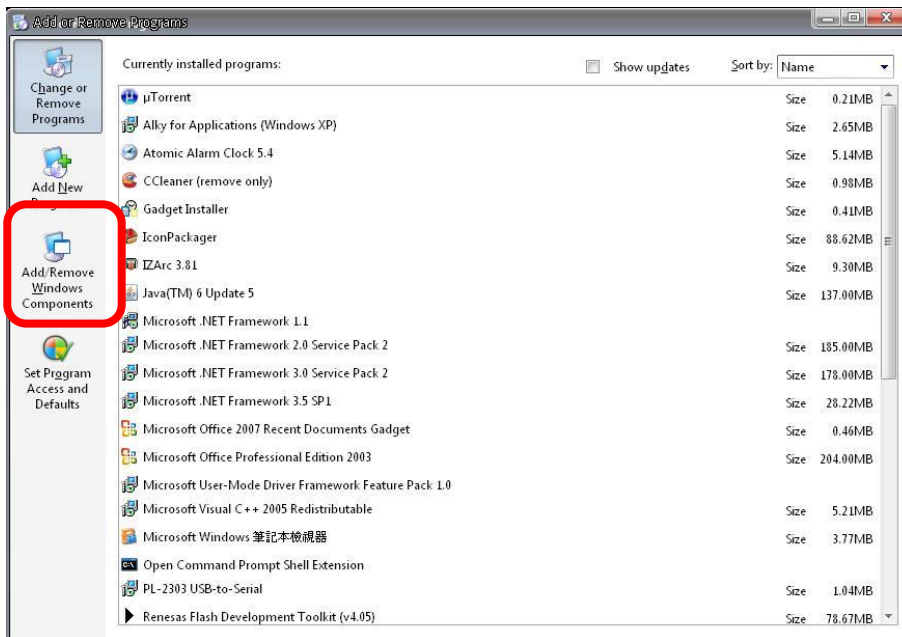 Add or Remove Programs
Change or
Remove
Programs
Add New
Add/Remove
Windows
Components
Set Program
Access and
Defaults
Currently installed programs:
Show updates
Sort by: Name
µTorrent Size 0.21MB
Alky for Applications (Windows XP) Size 2.65MB
Atomic Alarm Clock 5.4 Size 5.14MB
CCleaner (remove only) Size 0.98MB
Gadget Installer Size 0.41MB
IconPackager Size 88.62MB
IZArc 3.81 Size 9.30MB
Java(TM) 6 Update 5 Size 137.00MB
Microsoft .NET Framework 1.1
Microsoft .NET Framework 2.0 Service Pack 2 Size 185.00MB
Microsoft .NET Framework 3.0 Service Pack 2 Size 178.00MB
Microsoft .NET Framework 3.5 SP1 Size 28.22MB
Microsoft Office 2007 Recent Documents Gadget Size 0.46MB
Microsoft Office Professional Edition 2003 Size 204.00MB
Microsoft User-Mode Driver Framework Feature Pack 1.0
Microsoft Visual C++ 2005 Redistributable Size 5.21MB
Microsoft Windows 筆記本檢視器 Size 3.77MB
Open Command Prompt Shell Extension
PL-2303 USB-to-Serial Size 1.04MB
Renesas Flash Development Toolkit (v4.05) Size 78.67MB